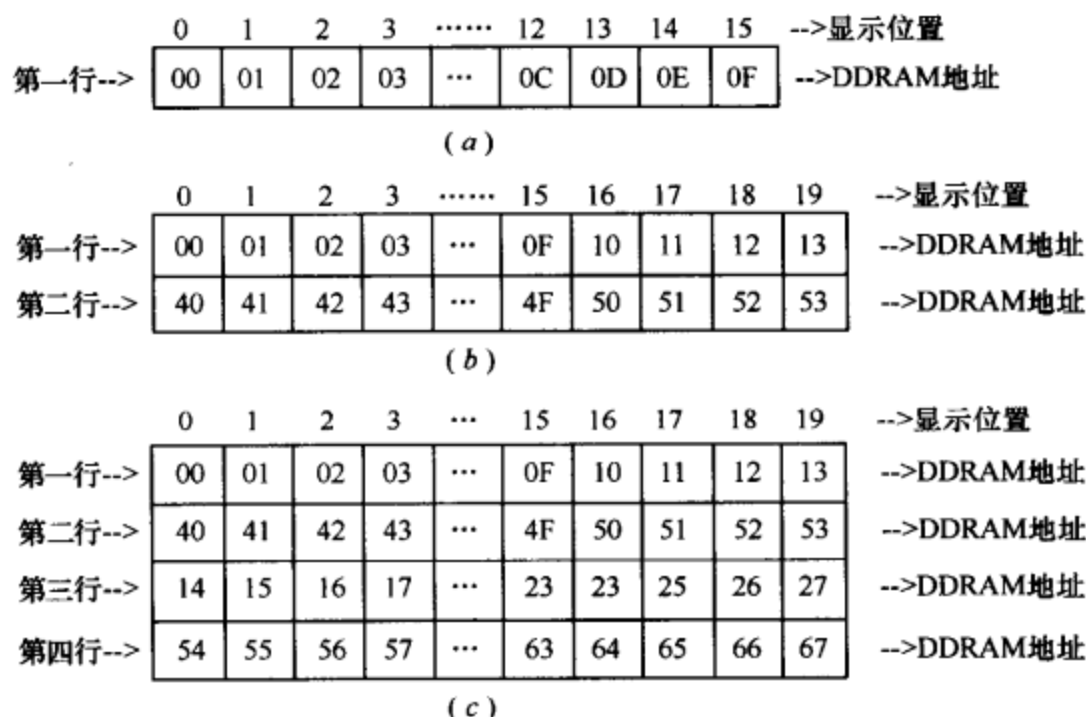 0 1 2 3 …… 12 13 14 15 -->显示位置
第一行--> 00 01 02 03 … 0C 0D 0E 0F -->DDRAM地址
(a)
0 1 2 3 …… 15 16 17 18 19 -->显示位置
第一行--> 00 01 02 03 … 0F 10 11 12 13 -->DDRAM地址
第二行--> 40 41 42 43 … 4F 50 51 52 53 -->DDRAM地址
(b)
0 1 2 3 … 15 16 17 18 19 -->显示位置
第一行--> 00 01 02 03 … 0F 10 11 12 13 -->DDRAM地址
第二行--> 40 41 42 43 … 4F 50 51 52 53 -->DDRAM地址
第三行--> 14 15 16 17 … 23 23 25 26 27 -->DDRAM地址
第四行--> 54 55 56 57 … 63 64 65 66 67 -->DDRAM地址
(c)